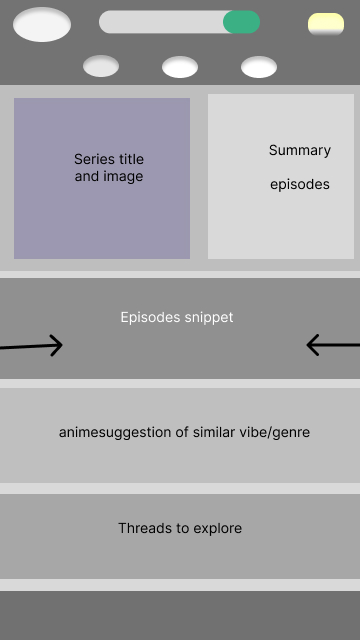 Series title
and image
Summary
episodes
Episodes snippet
animesuggestion of similar vibe/genre
Threads to explore